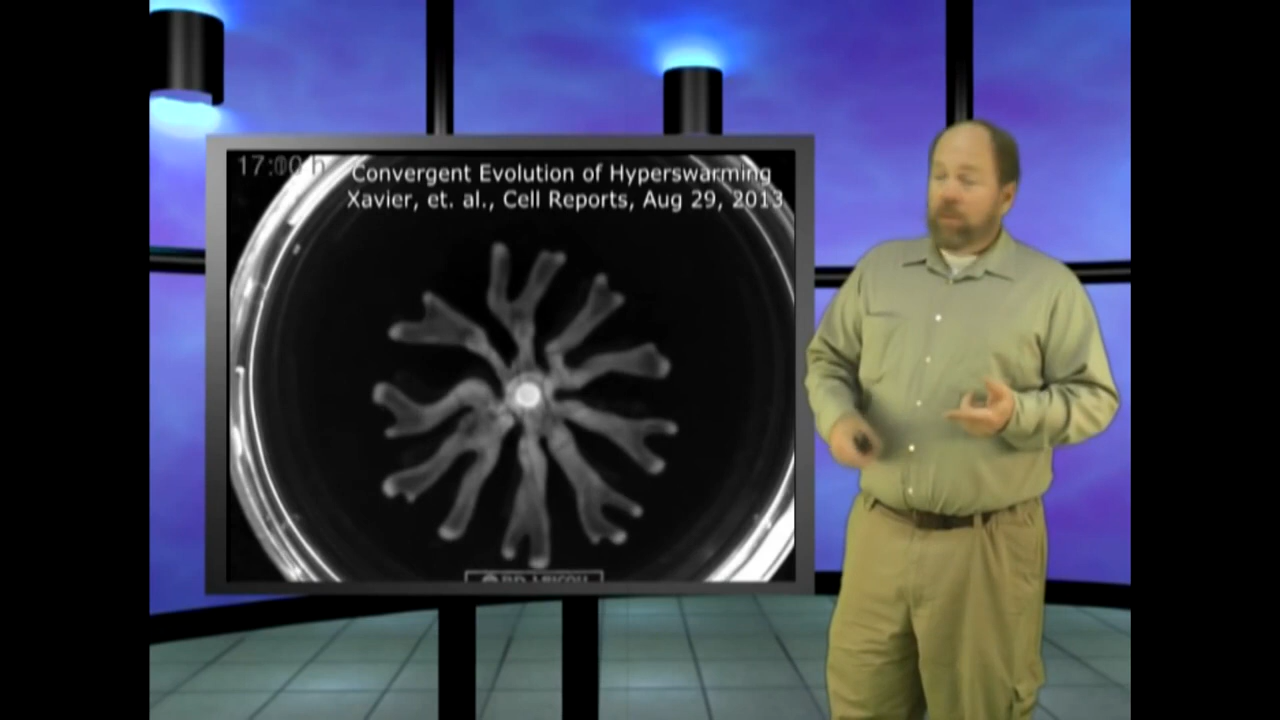 17:00 h
Convergent Evolution of Hyperswarming
Xavier, et. al., Cell Reports, Aug 29, 2013